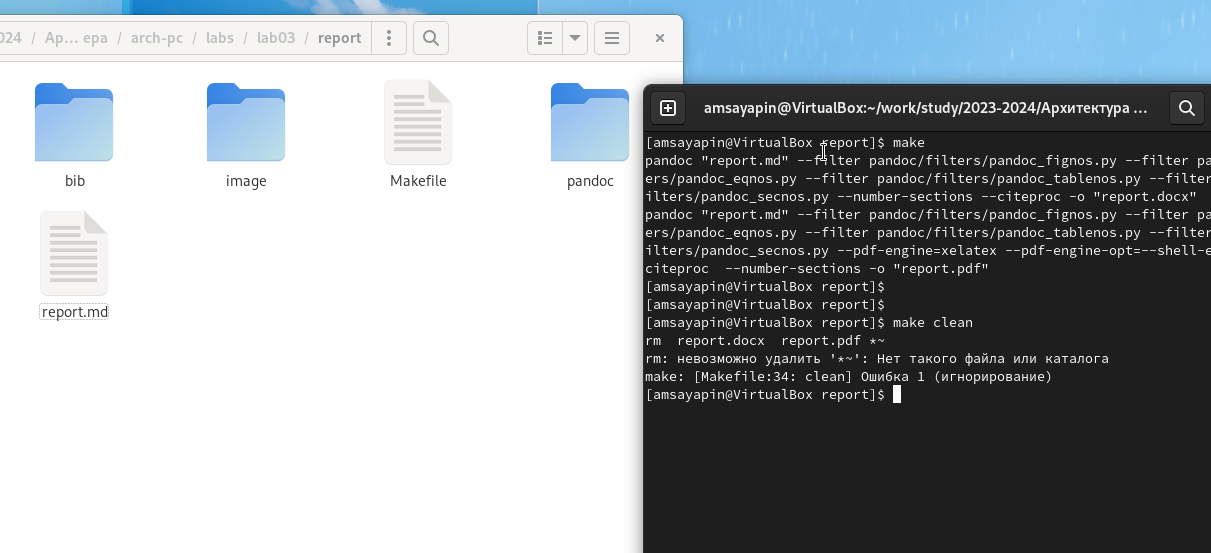 024 / Ар… ера / arch-pc / labs / lab03 / report
bib
image
Makefile
pandoc
report.md
amsayapin@VirtualBox:~/work/study/2023-2024/Архитектура …
[amsayapin@VirtualBox report]$ make
pandoc "report.md" --filter pandoc/filters/pandoc_fignos.py --filter pa
ers/pandoc_eqnos.py --filter pandoc/filters/pandoc_tablenos.py --filter
ilters/pandoc_secnos.py --number-sections --citeproc -o "report.docx"
pandoc "report.md" --filter pandoc/filters/pandoc_fignos.py --filter pa
ers/pandoc_eqnos.py --filter pandoc/filters/pandoc_tablenos.py --filter
ilters/pandoc_secnos.py --pdf-engine=xelatex --pdf-engine-opt=--shell-e
citeproc  --number-sections -o "report.pdf"
[amsayapin@VirtualBox report]$
[amsayapin@VirtualBox report]$
[amsayapin@VirtualBox report]$ make clean
rm  report.docx  report.pdf *~
rm: невозможно удалить '*~': Нет такого файла или каталога
make: [Makefile:34: clean] Ошибка 1 (игнорирование)
[amsayapin@VirtualBox report]$